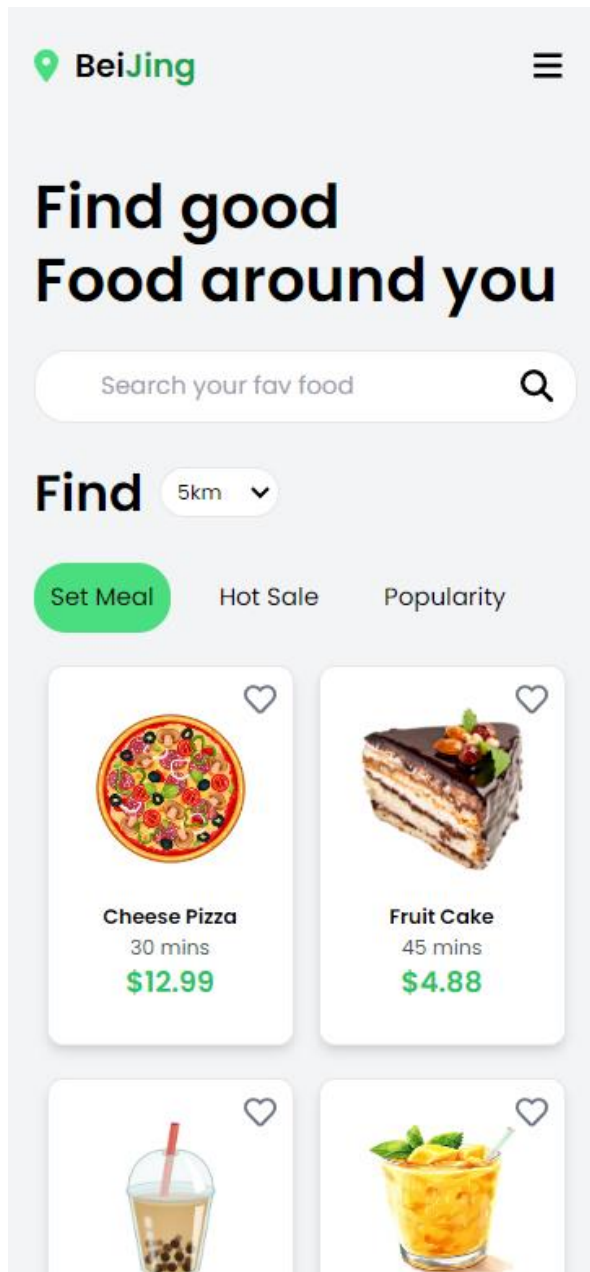 BeiJing
Find good
Food around you
Search your fav food
Find 5km
Set Meal Hot Sale Popularity
Cheese Pizza
30 mins
$12.99
Fruit Cake
45 mins
$4.88